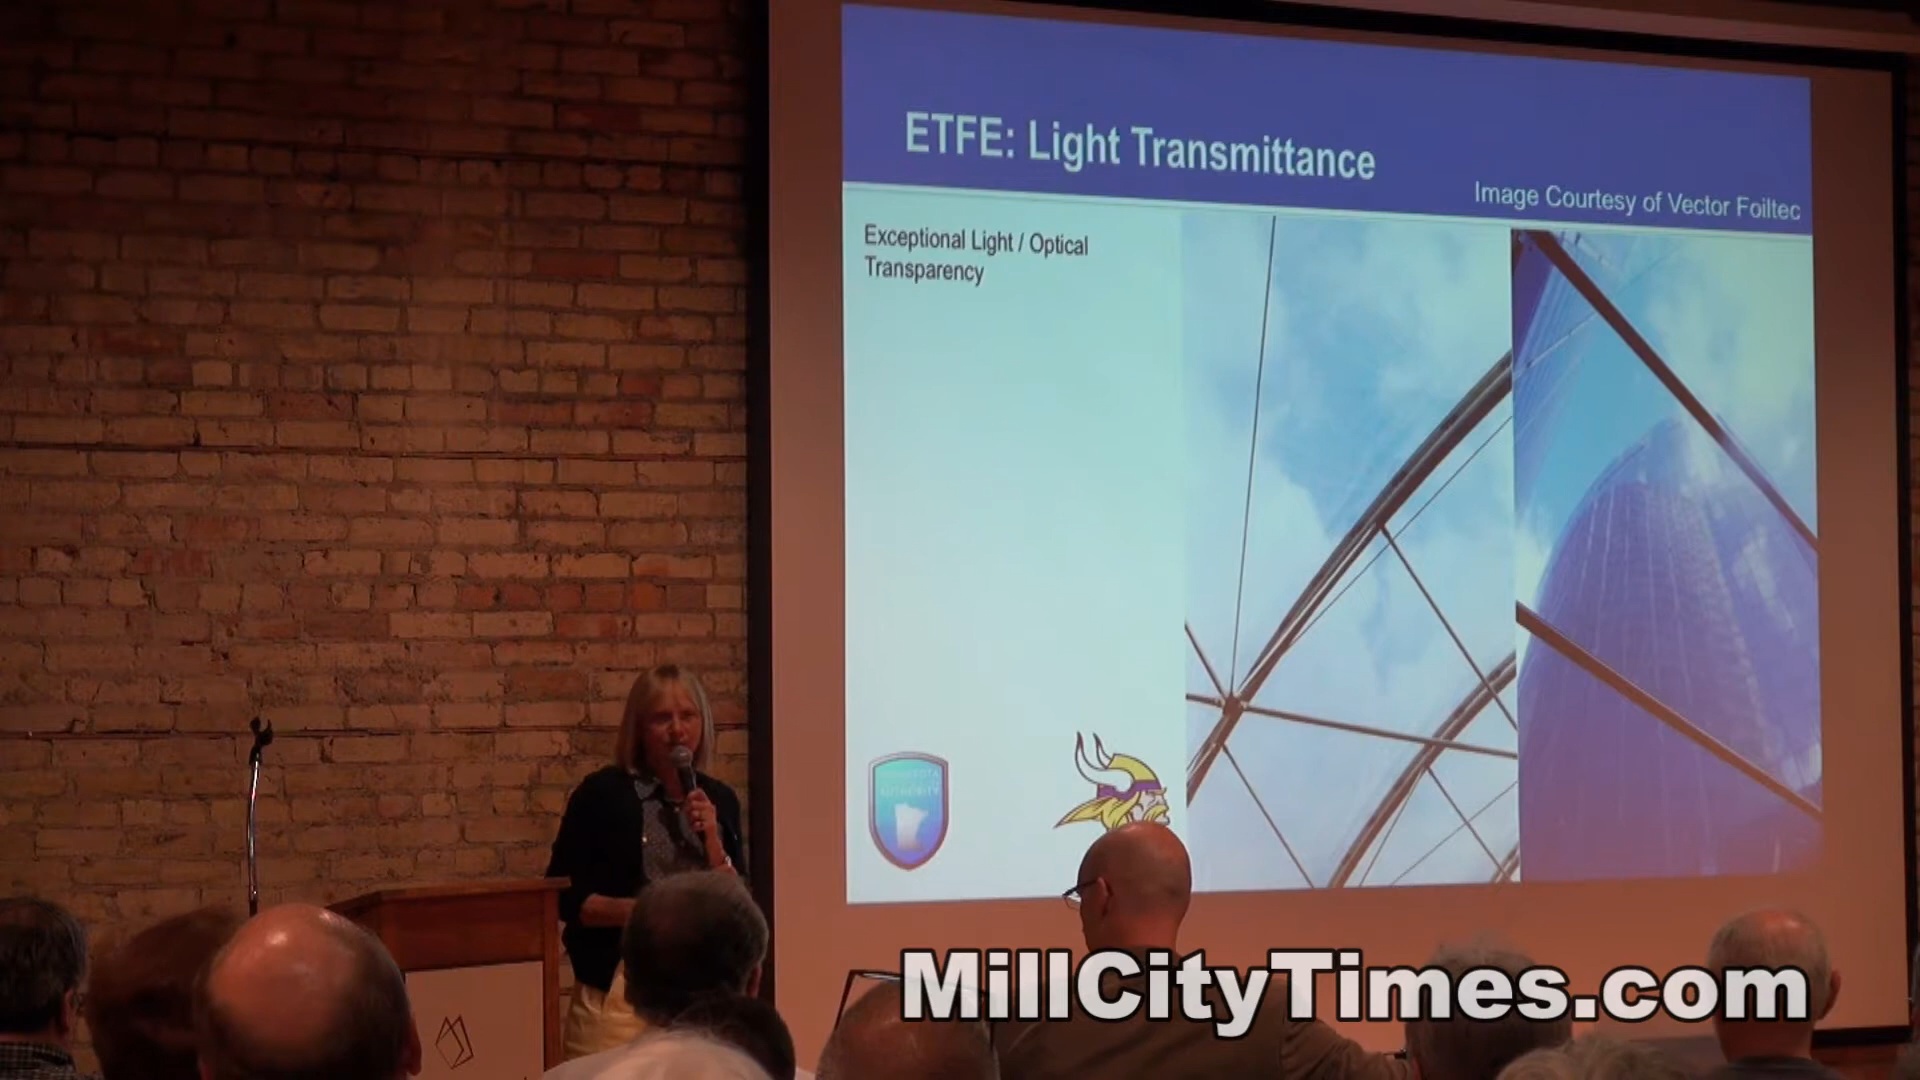 ETFE: Light Transmittance
Image Courtesy of Vector Foiltec
Exceptional Light / Optical
Transparency
MillCityTimes.com